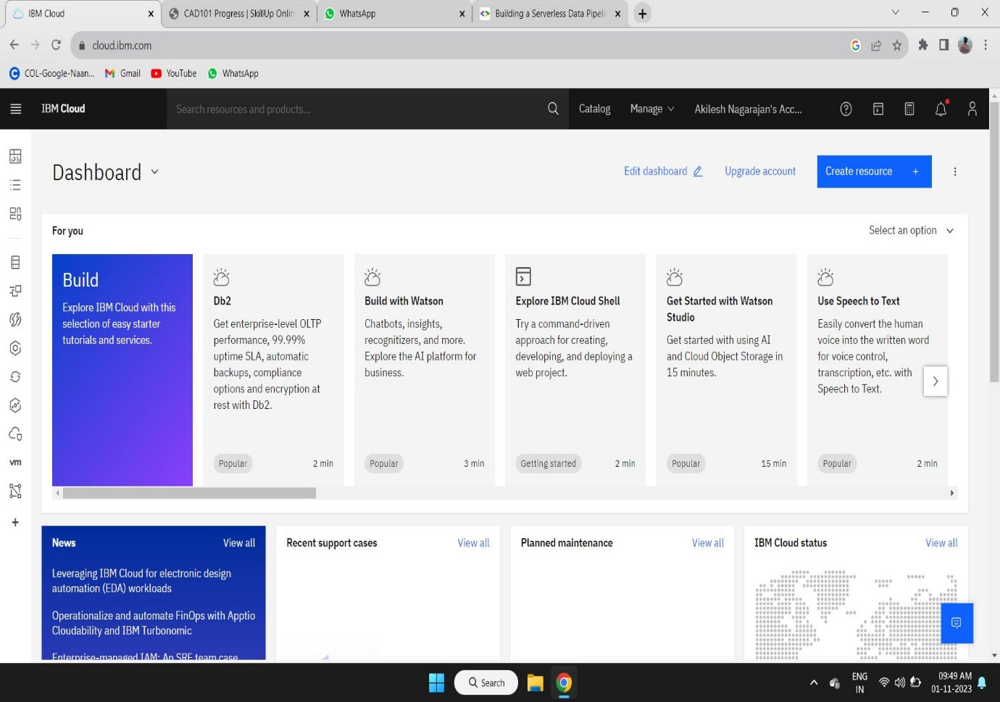 IBM Cloud
CAD101 Progress | SkillUp Onlin
WhatsApp
Building a Serverless Data Pipeli
cloud.ibm.com
COL-Google-Naan...
Gmail
YouTube
WhatsApp
IBM Cloud
Search resources and products...
Catalog
Manage
Akilesh Nagarajan's Acc...
Dashboard
Edit dashboard
Upgrade account
Create resource +
For you
Select an option
Build
Explore IBM Cloud with this
selection of easy starter
tutorials and services.
Db2
Get enterprise-level OLTP
performance, 99.99%
uptime SLA, automatic
backups, compliance
options and encryption at
rest with Db2.
Popular
2 min
Build with Watson
Chatbots, insights,
recognitizers, and more.
Explore the AI platform for
business.
Popular
3 min
Explore IBM Cloud Shell
Try a command-driven
approach for creating,
developing, and deploying a
web project.
Getting started
2 min
Get Started with Watson
Studio
Get started with using AI
and Cloud Object Storage in
15 minutes.
Popular
15 min
Use Speech to Text
Easily convert the human
voice into the written word
for voice control,
transcription, etc. with
Speech to Text.
Popular
2 min
vm
News
View all
Leveraging IBM Cloud for electronic design
automation (EDA) workloads
Operationalize and automate FinOps with Apptio
Cloudability and IBM Turbonomic
Enterprise-managed IAM: An SRE team case
Recent support cases
View all
Planned maintenance
View all
IBM Cloud status
View all
Search
ENG
IN
09:49 AM
01-11-2023